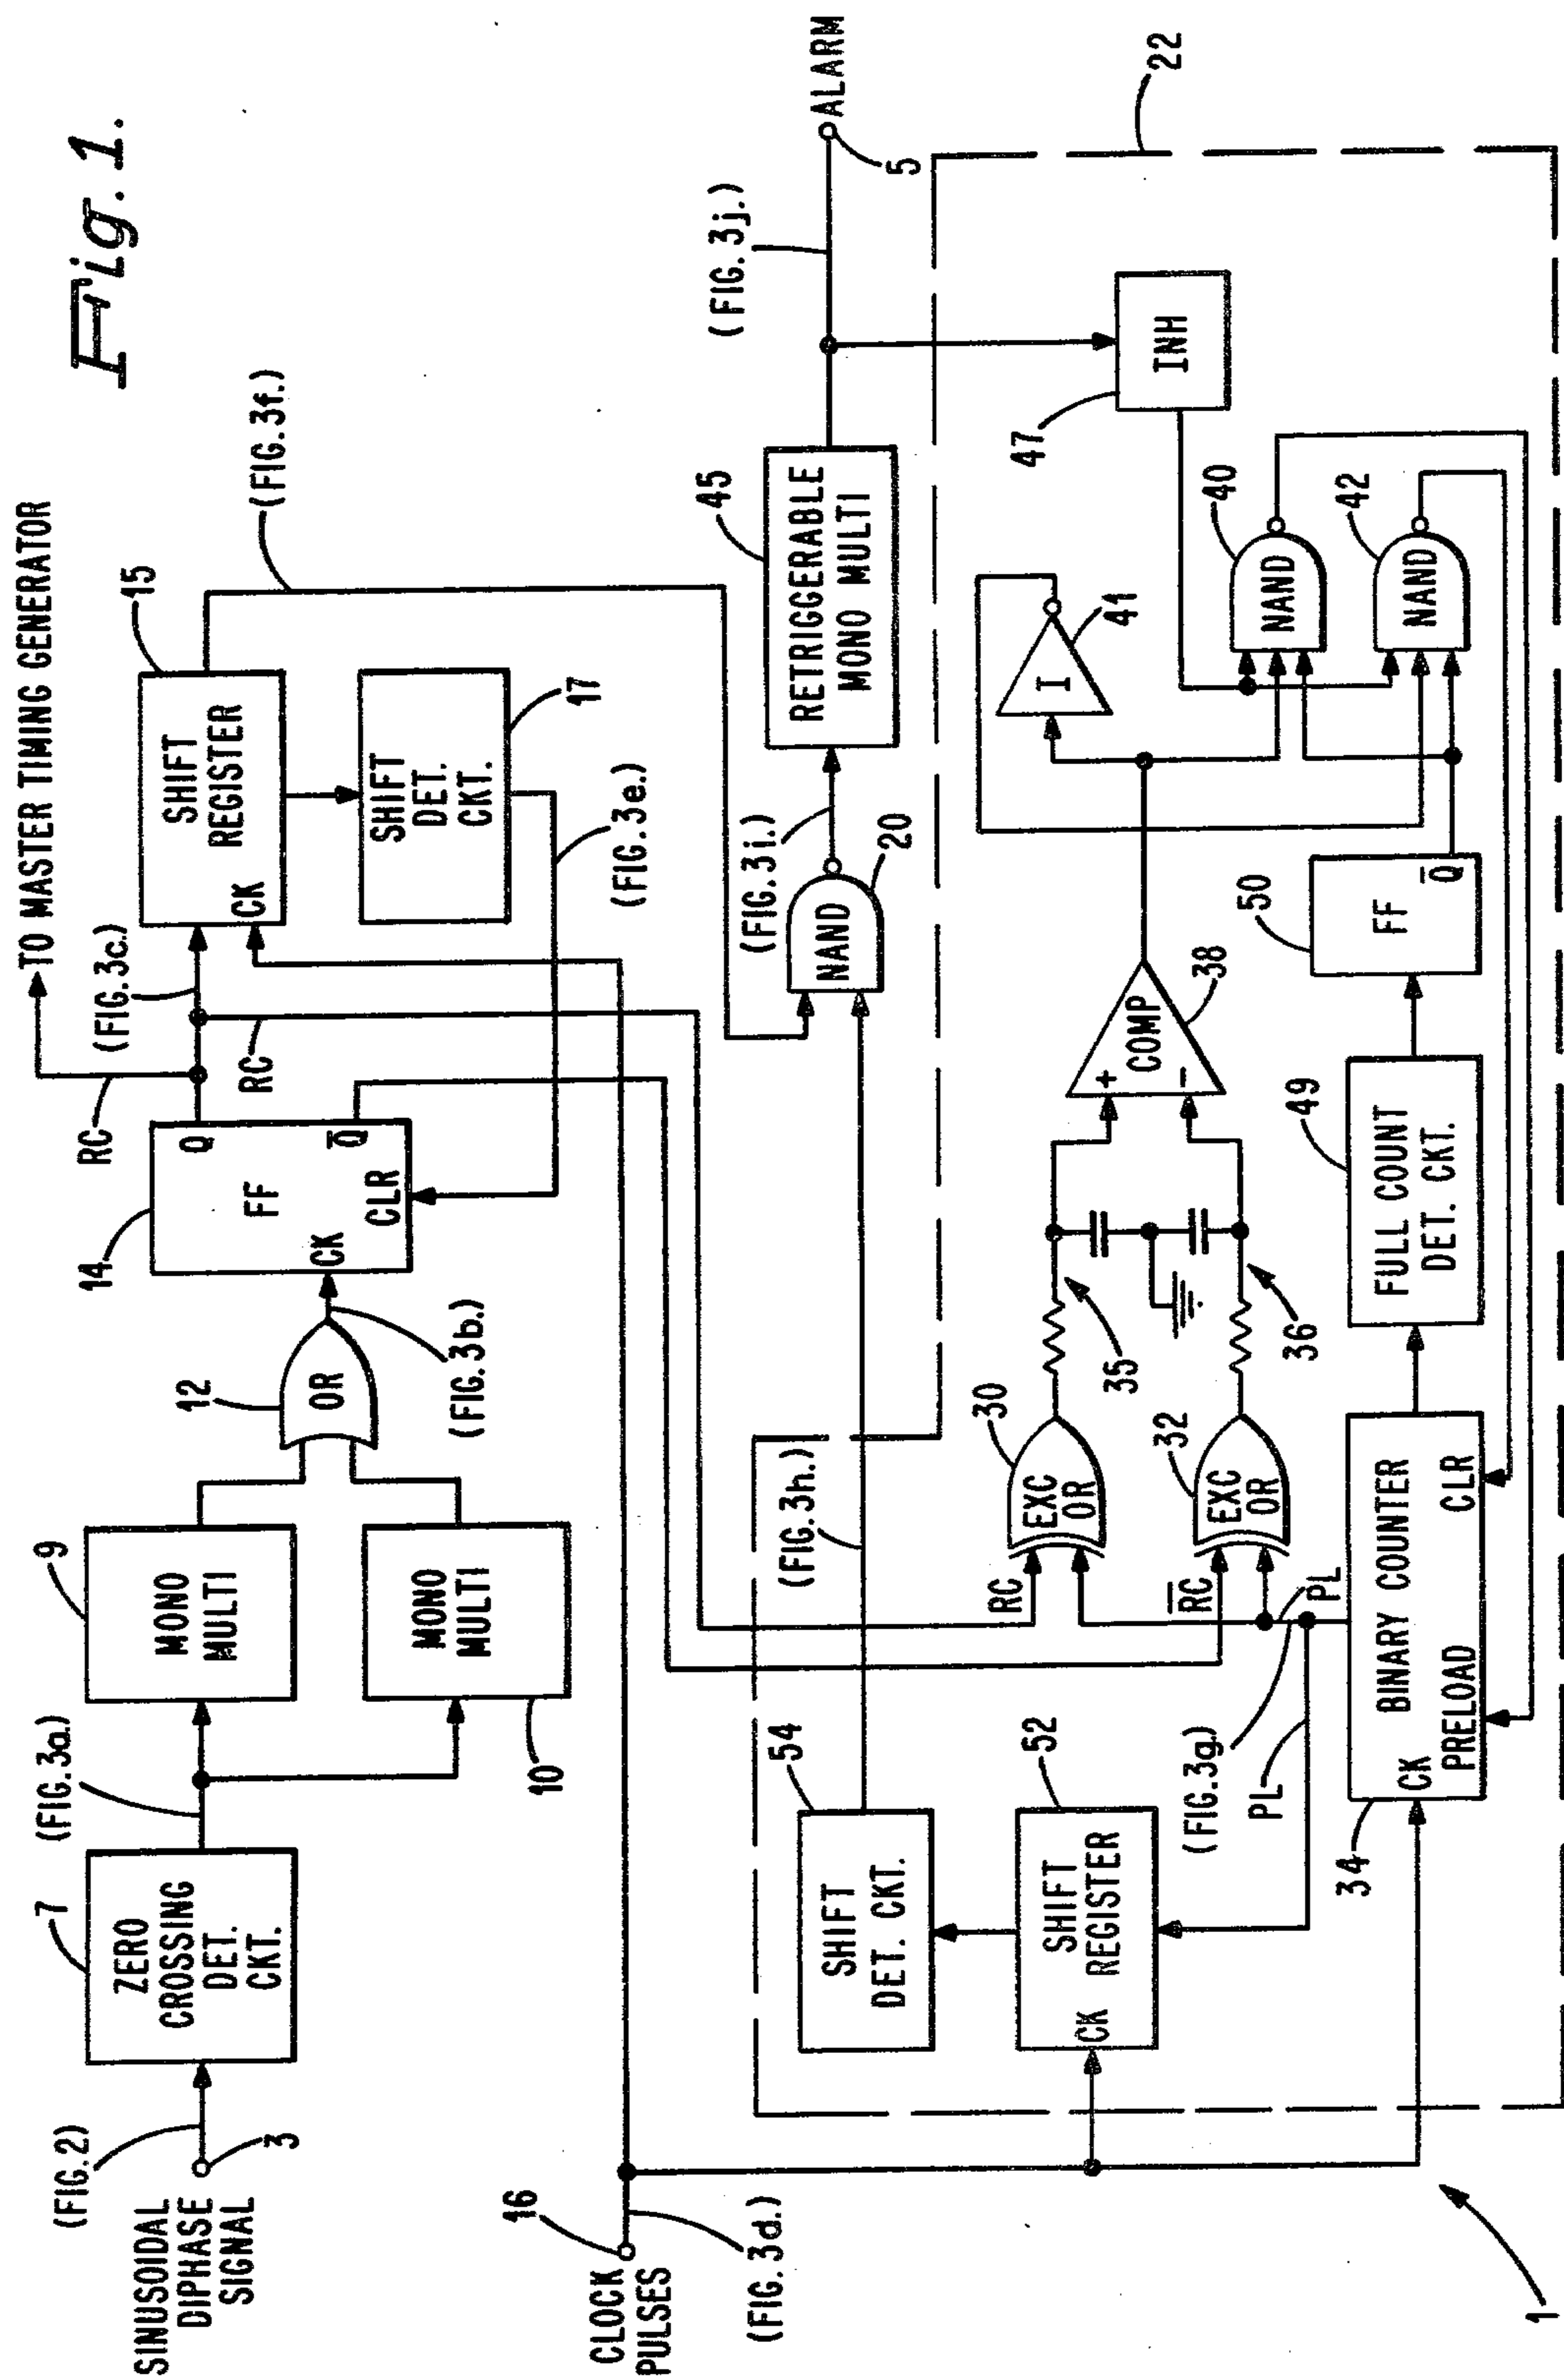 Fig. 1.
TO MASTER TIMING GENERATOR
SINUSOIDAL
DIPHASE
SIGNAL
(FIG. 2)
3
7
ZERO
CROSSING
DET.
CKT.
(FIG. 3a.)
9
MONO
MULTI
MONO
MULTI
10
12
OR
(FIG. 3b.)
14
FF
CK
Q
Q̅
CLR
RC
RC
(FIG. 3c.)
15
SHIFT
REGISTER
CK
SHIFT
DET.
CKT.
17
(FIG. 3e.)
(FIG. 3f.)
16
CLOCK
PULSES
(FIG. 3d.)
(FIG. 3h.)
NAND
20
(FIG. 3i.)
45
RETRIGGERABLE
MONO MULTI
(FIG. 3j.)
ALARM
5
22
54
SHIFT
DET. CKT.
52
SHIFT
REGISTER
CK
(FIG. 3g)
PL
PL
RC
R̅C̅
30
EXC
OR
32
EXC
OR
35
36
+
COMP
−
38
I
41
47
INH
40
NAND
42
NAND
34
BINARY COUNTER
CK
PRELOAD
CLR
49
FULL COUNT
DET. CKT.
50
FF
Q̅
1